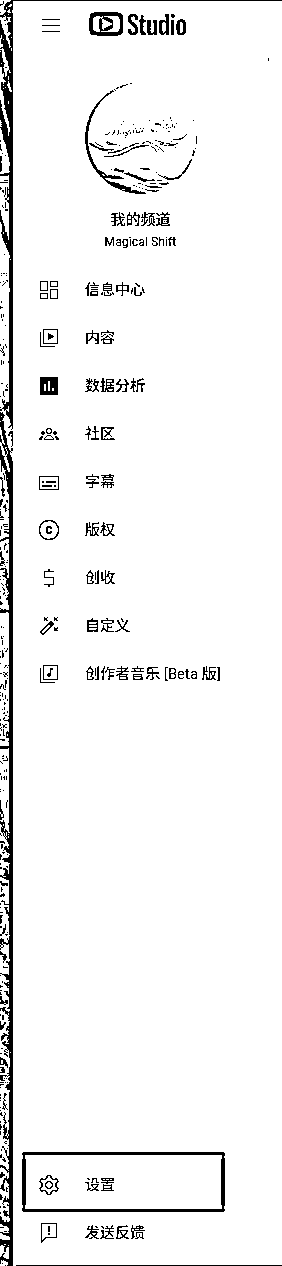 Studio
Magical Shift
我的频道
Magical Shift
信息中心
内容
数据分析
社区
字幕
版权
创收
自定义
创作者音乐 [Beta 版]
设置
发送反馈